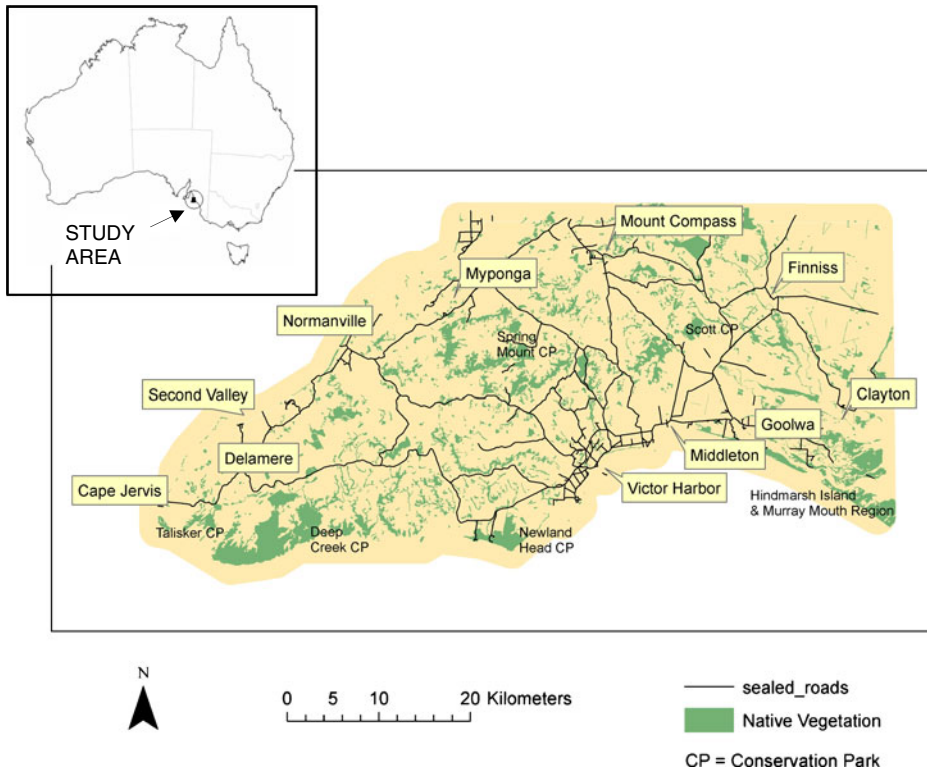 STUDY
AREA
Mount Compass
Finniss
Myponga
Normanville
Spring
Mount CP
Scott CP
Second Valley
Clayton
Goolwa
Delamere
Middleton
Cape Jervis
Victor Harbor
Hindmarsh Island
& Murray Mouth Region
Talisker CP
Deep
Creek CP
Newland
Head CP
N
0 5 10 20 Kilometers
sealed_roads
Native Vegetation
CP = Conservation Park